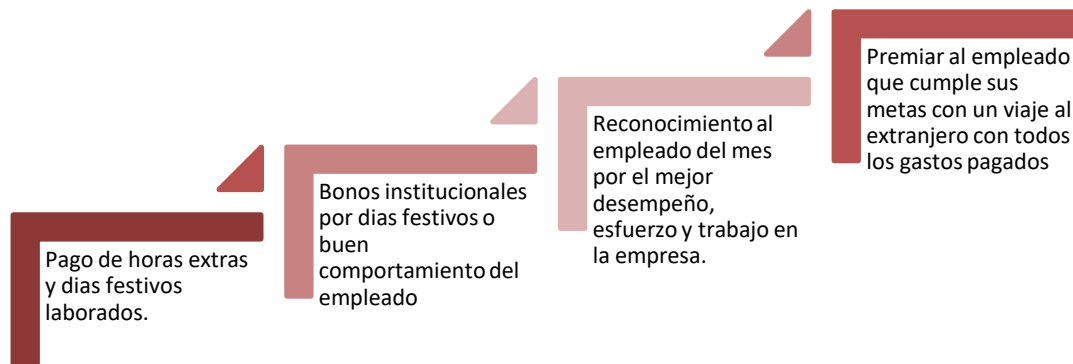 Pago de horas extras
y dias festivos
laborados.
Bonos institucionales
por dias festivos o
buen
comportamiento del
empleado
Reconocimiento al
empleado del mes
por el mejor
desempeño,
esfuerzo y trabajo en
la empresa.
Premiar al empleado
que cumple sus
metas con un viaje al
extranjero con todos
los gastos pagados